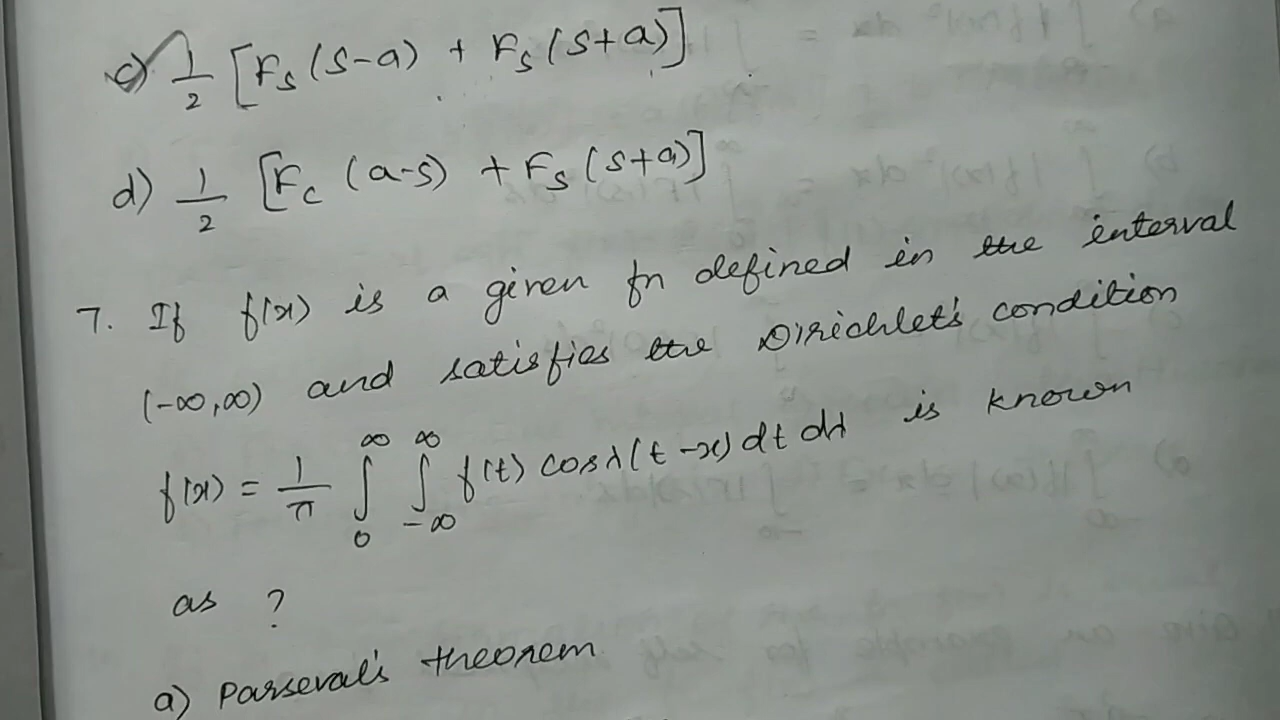 c) 1/2 [Fs (s-a) + Fs (s+a)]
d) 1/2 [Fc (a-s) + Fs (s+a)]
7. If f(x) is a given fn defined in the interval
(-∞,∞) and satisfies the Dirichlet's condition
f(x) = 1/π ∫₀^∞ ∫₋∞^∞ f(t) cosλ(t-x) dt dλ is known
as ?
a) Parseval's theorem